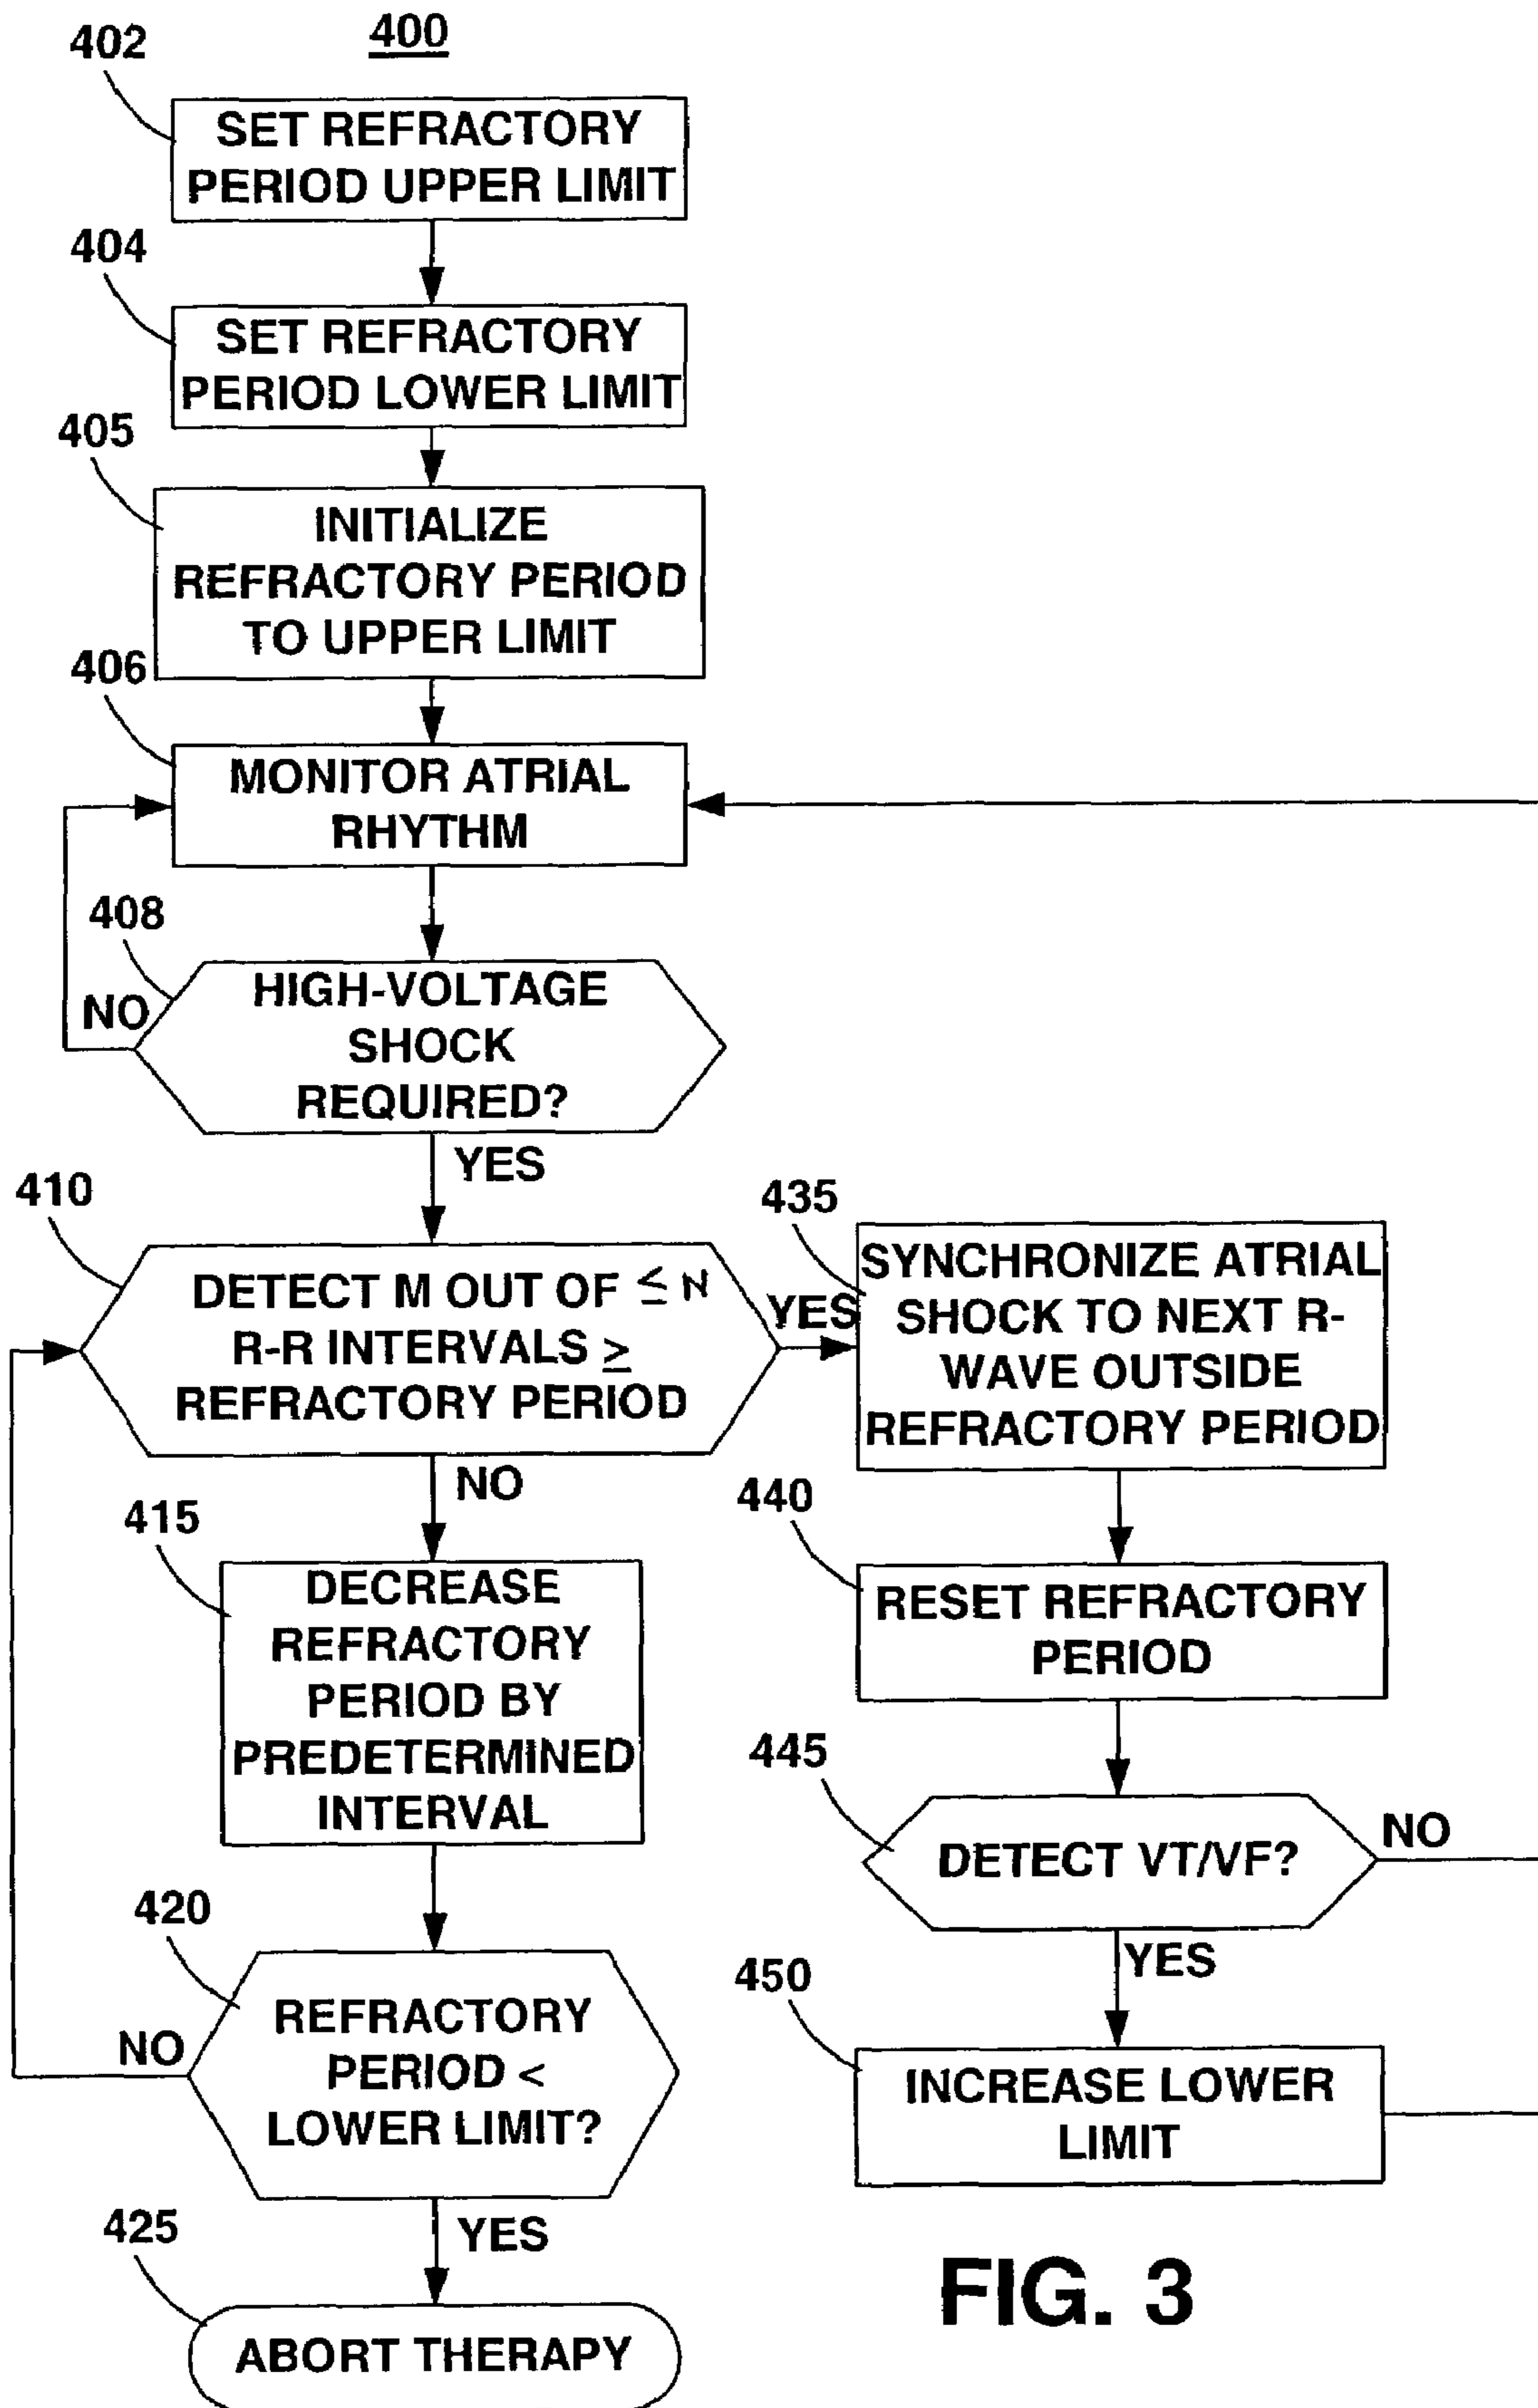 400
402
SET REFRACTORY
PERIOD UPPER LIMIT
404
SET REFRACTORY
PERIOD LOWER LIMIT
405
INITIALIZE
REFRACTORY PERIOD
TO UPPER LIMIT
406
MONITOR ATRIAL
RHYTHM
408
HIGH-VOLTAGE
SHOCK
REQUIRED?
NO
YES
410
DETECT M OUT OF ≤ N
R-R INTERVALS ≥
REFRACTORY PERIOD
YES
NO
415
DECREASE
REFRACTORY
PERIOD BY
PREDETERMINED
INTERVAL
420
REFRACTORY
PERIOD <
LOWER LIMIT?
NO
YES
425
ABORT THERAPY
435
SYNCHRONIZE ATRIAL
SHOCK TO NEXT R-
WAVE OUTSIDE
REFRACTORY PERIOD
440
RESET REFRACTORY
PERIOD
445
DETECT VT/VF?
NO
YES
450
INCREASE LOWER
LIMIT
FIG. 3